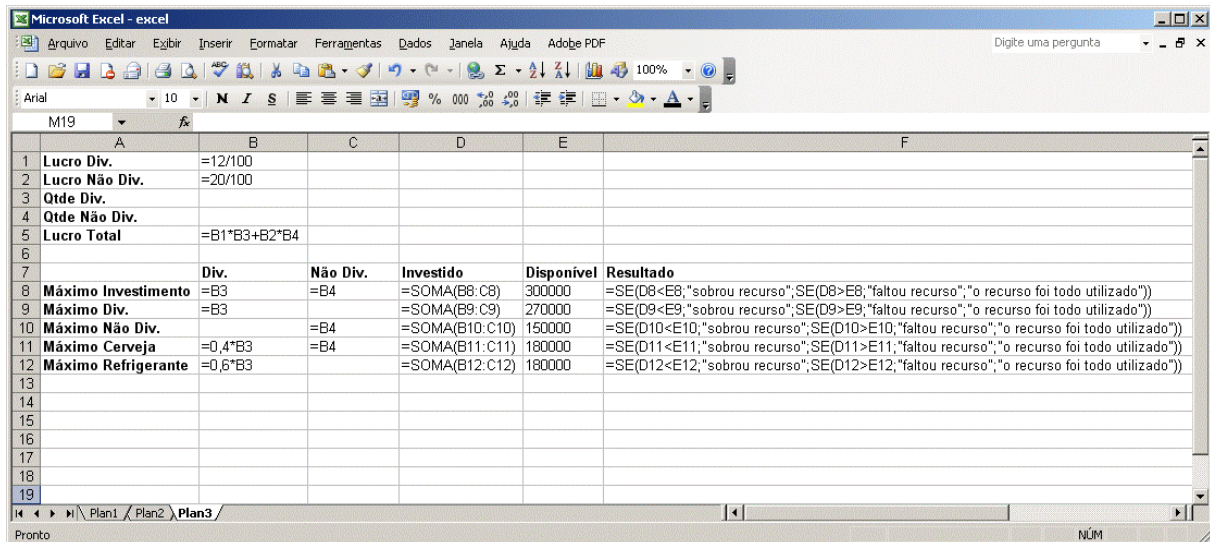 Microsoft Excel - excel
Arquivo Editar Exibir Inserir Formatar Ferramentas Dados Janela Ajuda Adobe PDF Digite uma pergunta
100%
Arial 10 N I S % 000
M19 fx
A B C D E F
1 Lucro Div. =12/100
2 Lucro Não Div. =20/100
3 Qtde Div.
4 Qtde Não Div.
5 Lucro Total =B1*B3+B2*B4
6
7 Div. Não Div. Investido Disponível Resultado
8 Máximo Investimento =B3 =B4 =SOMA(B8:C8) 300000 =SE(D8<E8;"sobrou recurso";SE(D8>E8;"faltou recurso";"o recurso foi todo utilizado"))
9 Máximo Div. =B3 =SOMA(B9:C9) 270000 =SE(D9<E9;"sobrou recurso";SE(D9>E9;"faltou recurso";"o recurso foi todo utilizado"))
10 Máximo Não Div. =B4 =SOMA(B10:C10) 150000 =SE(D10<E10;"sobrou recurso";SE(D10>E10;"faltou recurso";"o recurso foi todo utilizado"))
11 Máximo Cerveja =0,4*B3 =B4 =SOMA(B11:C11) 180000 =SE(D11<E11;"sobrou recurso";SE(D11>E11;"faltou recurso";"o recurso foi todo utilizado"))
12 Máximo Refrigerante =0,6*B3 =SOMA(B12:C12) 180000 =SE(D12<E12;"sobrou recurso";SE(D12>E12;"faltou recurso";"o recurso foi todo utilizado"))
13
14
15
16
17
18
19
Plan1 Plan2 Plan3
Pronto NÚM